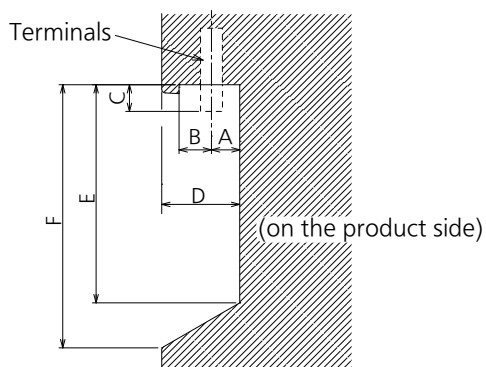 Terminals
C
B A
D
E
F
(on the product side)